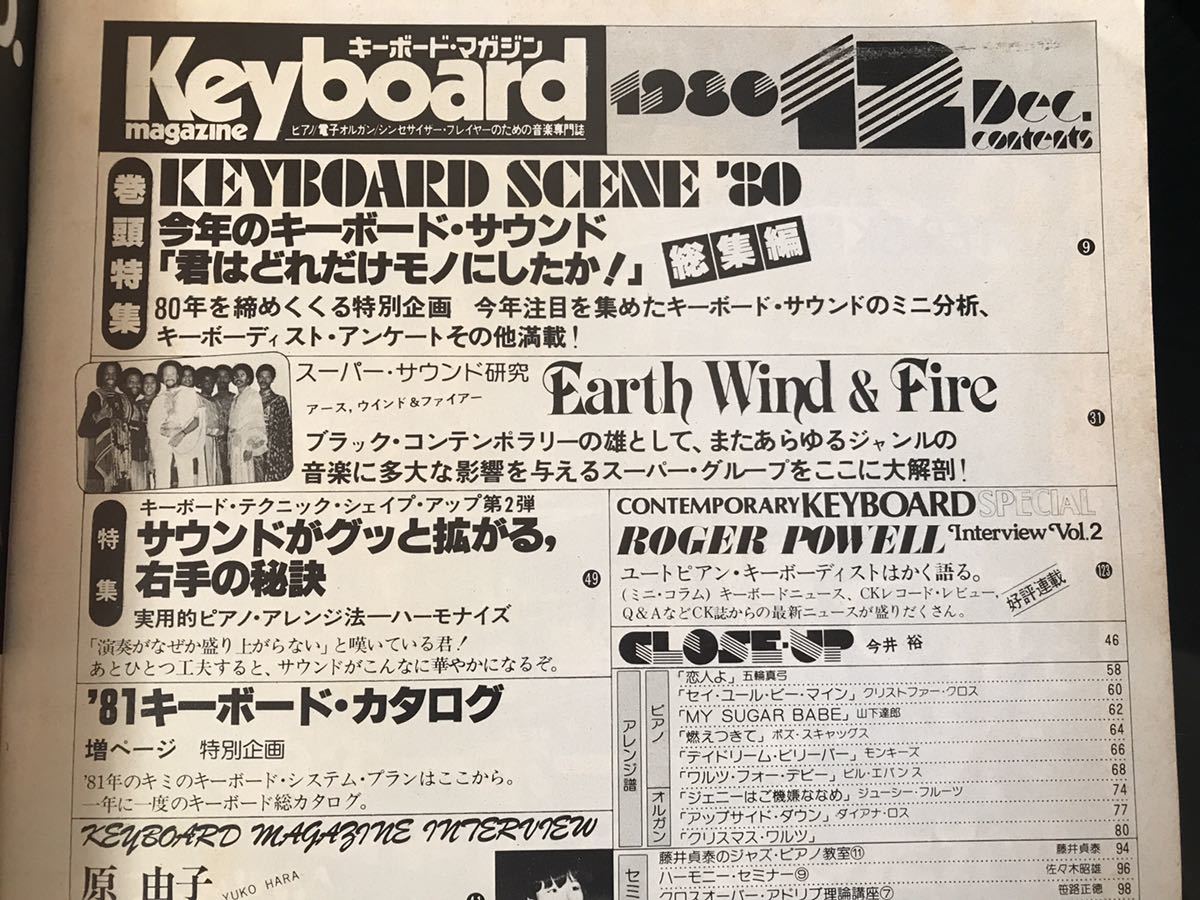 キーボード・マガジン
Keyboard
magazine
ピアノ/電子オルガン/シンセサイザー・プレイヤーのための音楽専門誌
1980 12 Dec.
contents
巻頭特集
KEYBOARD SCENE '80
今年のキーボード・サウンド
「君はどれだけモノにしたか!」
総集編
9
80年を締めくくる特別企画 今年注目を集めたキーボード・サウンドのミニ分析、
キーボーディスト・アンケートその他満載!
スーパー・サウンド研究
アース, ウインド&ファイアー
Earth Wind & Fire
31
ブラック・コンテンポラリーの雄として、またあらゆるジャンルの
音楽に多大な影響を与えるスーパー・グループをここに大解剖!
特集
キーボード・テクニック・シェイプ・アップ第2弾
サウンドがグッと拡がる,
右手の秘訣
49
実用的ピアノ・アレンジ法―ハーモナイズ
「演奏がなぜか盛り上がらない」と嘆いている君!
あとひとつ工夫すると、サウンドがこんなに華やかになるぞ。
'81キーボード・カタログ
増ページ 特別企画
'81年のキミのキーボード・システム・プランはここから。
一年に一度のキーボード総カタログ。
KEYBOARD MAGAZINE INTERVIEW
原 由子
YUKO HARA
CONTEMPORARY KEYBOARD SPECIAL
ROGER POWELL Interview Vol.2
ユートピアン・キーボーディストはかく語る。
123
(ミニ・コラム) キーボードニュース、CKレコード・レビュー,
Q&AなどCK誌からの最新ニュースが盛りだくさん。
好評連載
CLOSE-UP 今井 裕 46
アレンジ譜
ピアノ
「恋人よ」五輪真弓 58
「セイ・ユール・ビー・マイン」クリストファー・クロス 60
「MY SUGAR BABE」山下達郎 62
「燃えつきて」ボズ・スキャッグス 64
「デイドリーム・ビリーバー」モンキーズ 66
「ワルツ・フォー・デビー」ビル・エバンス 68
オルガン
「ジェニーはご機嫌ななめ」ジューシー・フルーツ 74
「アップサイド・ダウン」ダイアナ・ロス 77
「クリスマス・ワルツ」 80
セミ
藤井貞泰のジャズ・ピアノ教室⑪ 藤井貞泰 94
ハーモニー・セミナー⑨ 佐々木昭雄 96
クロスオーバー・アドリブ理論講座⑦ 笹路正徳 98